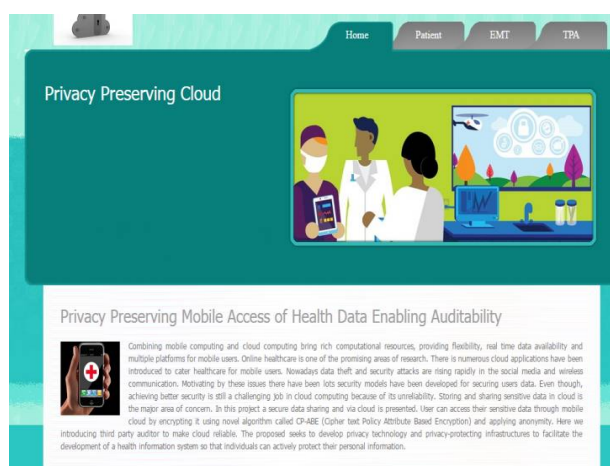 Home Patient EMT TPA
Privacy Preserving Cloud
Privacy Preserving Mobile Access of Health Data Enabling Auditability
Combining mobile computing and cloud computing bring rich computational resources, providing flexibility, real time data availability and
multiple platforms for mobile users. Online healthcare is one of the promising areas of research. There is numerous cloud applications have been
introduced to cater healthcare for mobile users. Nowadays data theft and security attacks are rising rapidly in the social media and wireless
communication. Motivating by these issues there have been lots security models have been developed for securing users data. Even though,
achieving better security is still a challenging job in cloud computing because of its unreliability. Storing and sharing sensitive data in cloud is
the major area of concern. In this project a secure data sharing and via cloud is presented. User can access their sensitive data through mobile
cloud by encrypting it using novel algorithm called CP-ABE (Cipher text Policy Attribute Based Encryption) and applying anonymity. Here we
introducing third party auditor to make cloud reliable. The proposed seeks to develop privacy technology and privacy-protecting infrastructures to facilitate the
development of a health information system so that individuals can actively protect their personal information.